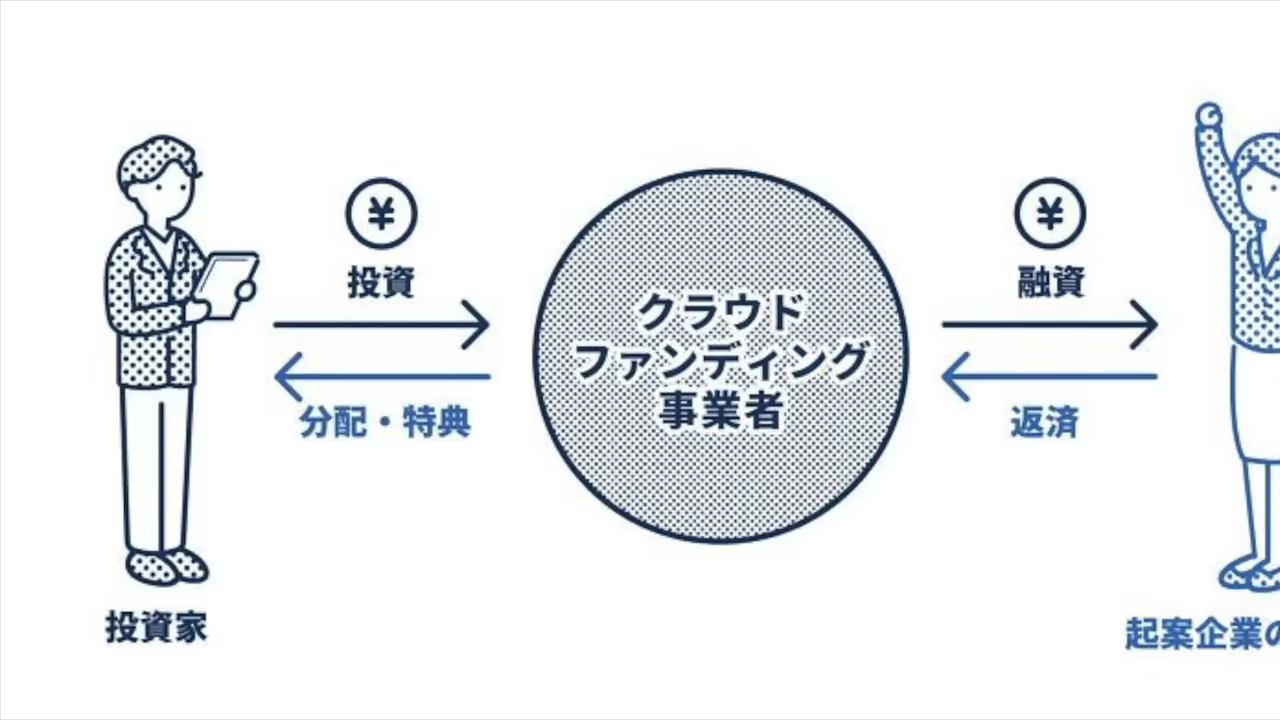 ¥
投資
分配・特典
投資家
クラウド
ファンディング
事業者
¥
融資
返済
起案企業の